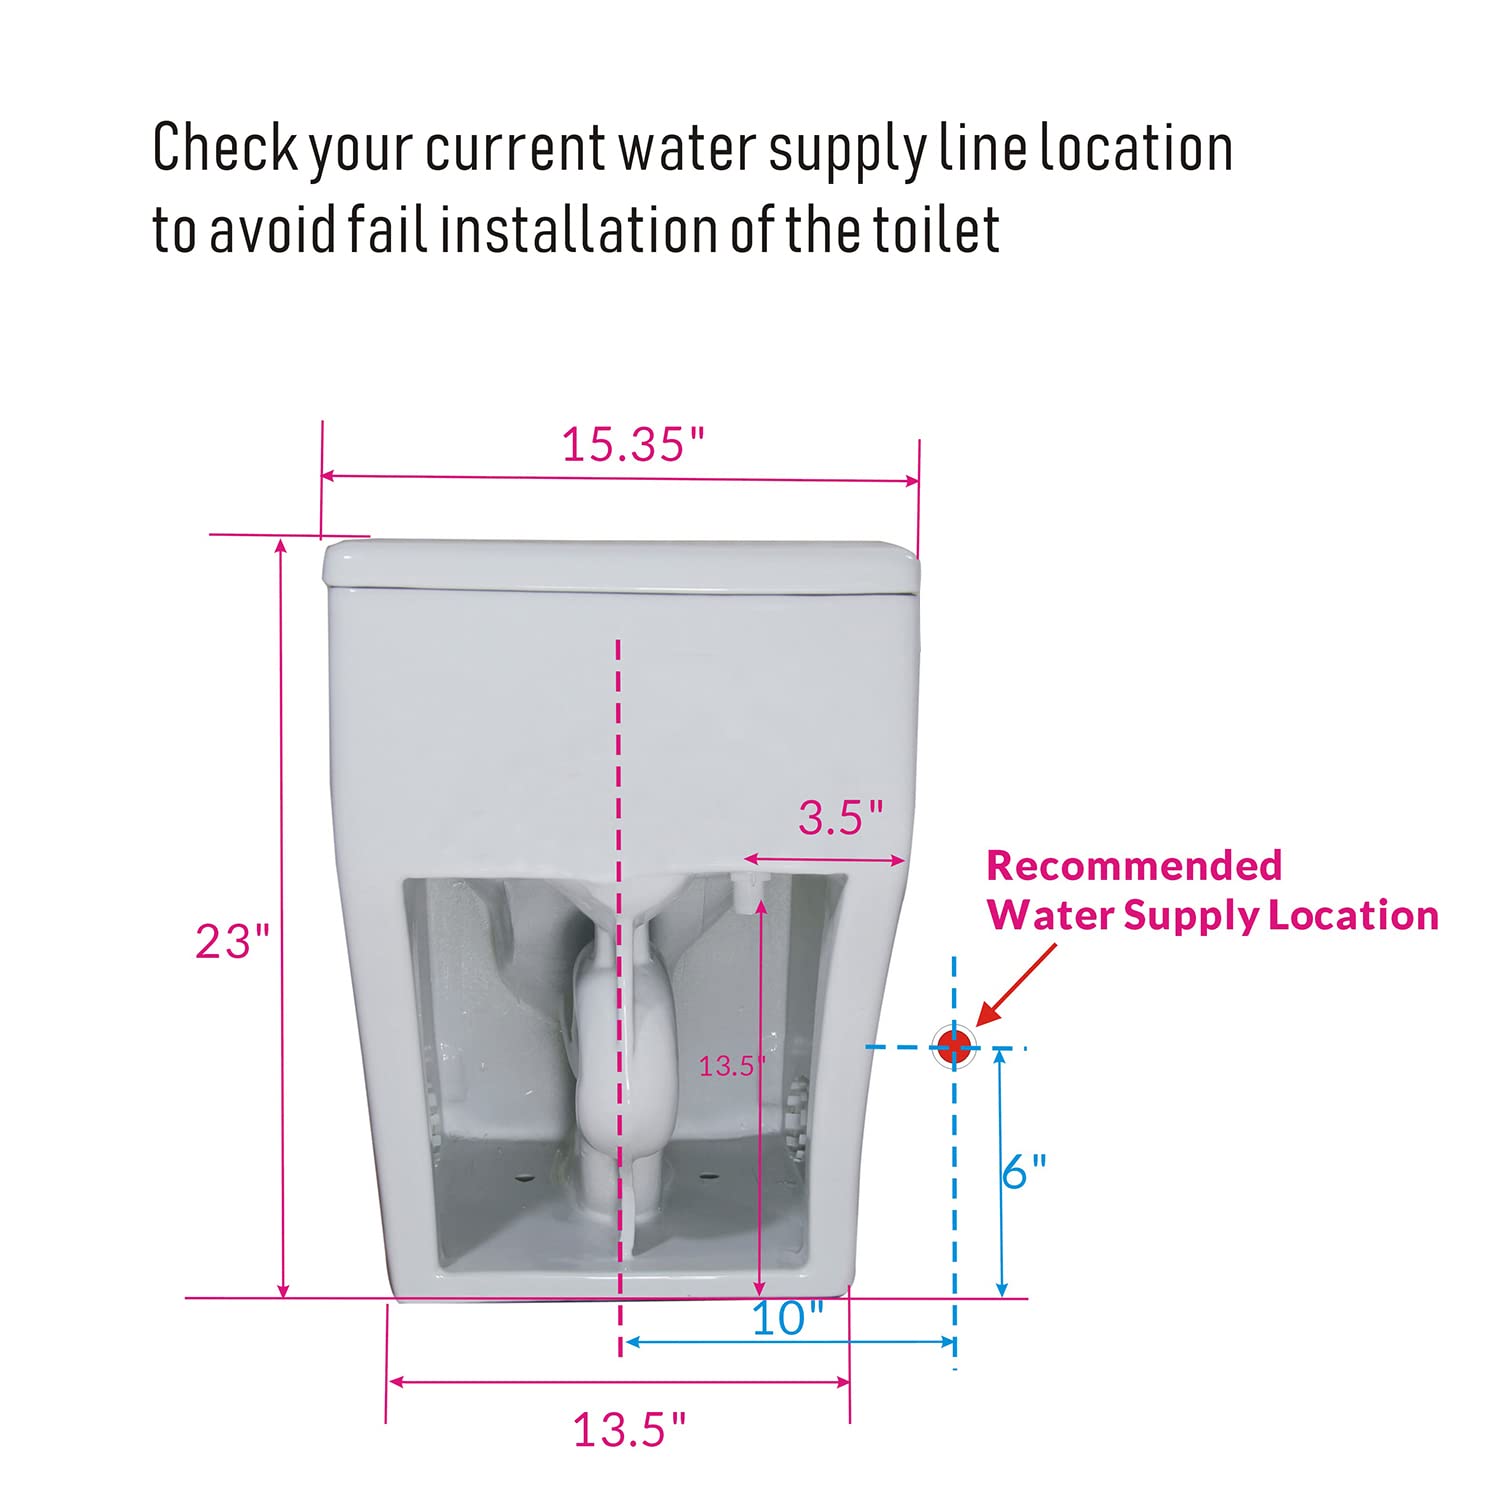 Check your current water supply line location
to avoid fail installation of the toilet
15.35"
3.5"
Recommended
Water Supply Location
23"
13.5"
6"
10"
13.5"